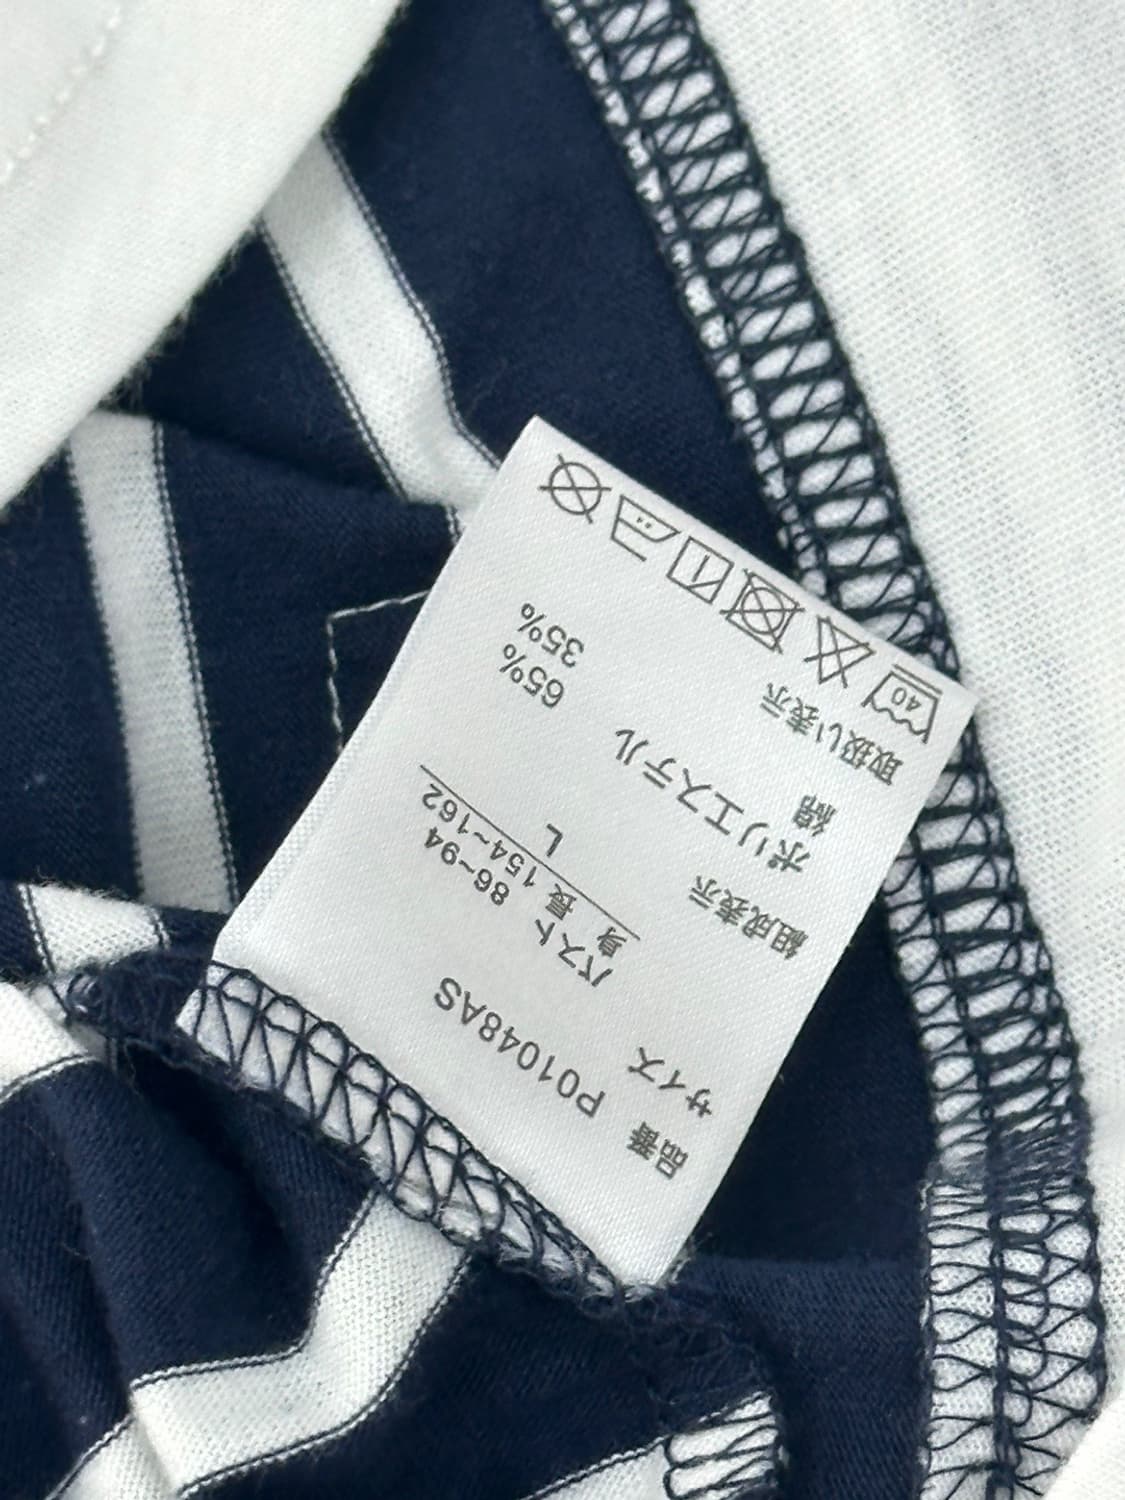 品番 P01048AS
サイズ
バスト 86~94
身 長 154~162
L
組成表示
ポリエステル 65%
綿 35%
取扱い表示
40